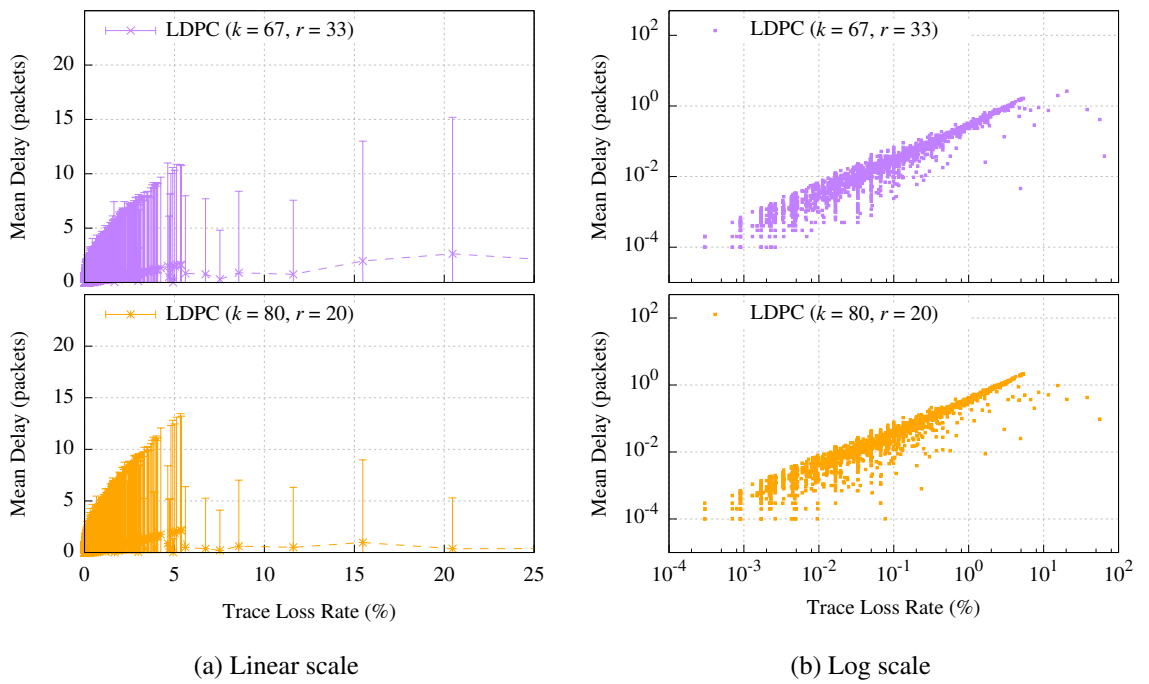 LDPC (k = 67, r = 33)
Mean Delay (packets)
20
15
10
5
0
LDPC (k = 67, r = 33)
Mean Delay (packets)
10^2
10^0
10^-2
10^-4
LDPC (k = 80, r = 20)
Mean Delay (packets)
20
15
10
5
0
0 5 10 15 20 25
Trace Loss Rate (%)
LDPC (k = 80, r = 20)
Mean Delay (packets)
10^2
10^0
10^-2
10^-4
10^-4 10^-3 10^-2 10^-1 10^0 10^1 10^2
Trace Loss Rate (%)
(a) Linear scale
(b) Log scale